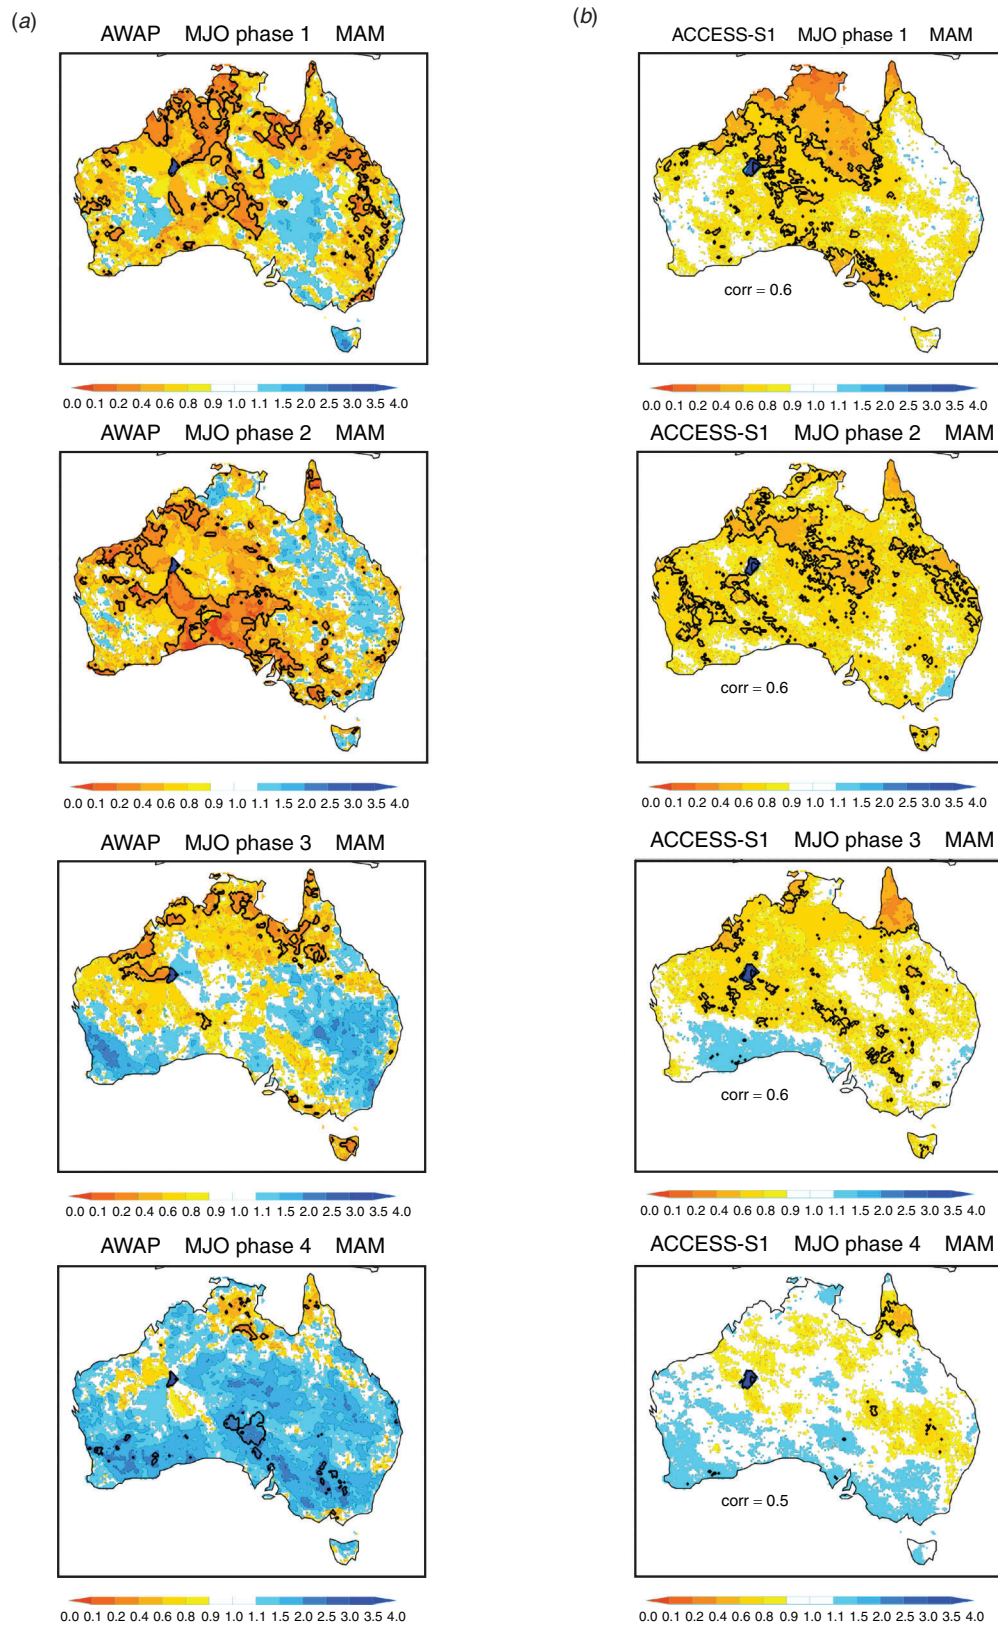 (a)
(b)
AWAP MJO phase 1 MAM
ACCESS-S1 MJO phase 1 MAM
corr = 0.6
0.0 0.1 0.2 0.4 0.6 0.8 0.9 1.0 1.1 1.5 2.0 2.5 3.0 3.5 4.0
0.0 0.1 0.2 0.4 0.6 0.8 0.9 1.0 1.1 1.5 2.0 2.5 3.0 3.5 4.0
AWAP MJO phase 2 MAM
ACCESS-S1 MJO phase 2 MAM
corr = 0.6
0.0 0.1 0.2 0.4 0.6 0.8 0.9 1.0 1.1 1.5 2.0 2.5 3.0 3.5 4.0
0.0 0.1 0.2 0.4 0.6 0.8 0.9 1.0 1.1 1.5 2.0 2.5 3.0 3.5 4.0
AWAP MJO phase 3 MAM
ACCESS-S1 MJO phase 3 MAM
corr = 0.6
0.0 0.1 0.2 0.4 0.6 0.8 0.9 1.0 1.1 1.5 2.0 2.5 3.0 3.5 4.0
0.0 0.1 0.2 0.4 0.6 0.8 0.9 1.0 1.1 1.5 2.0 2.5 3.0 3.5 4.0
AWAP MJO phase 4 MAM
ACCESS-S1 MJO phase 4 MAM
corr = 0.5
0.0 0.1 0.2 0.4 0.6 0.8 0.9 1.0 1.1 1.5 2.0 2.5 3.0 3.5 4.0
0.0 0.1 0.2 0.4 0.6 0.8 0.9 1.0 1.1 1.5 2.0 2.5 3.0 3.5 4.0